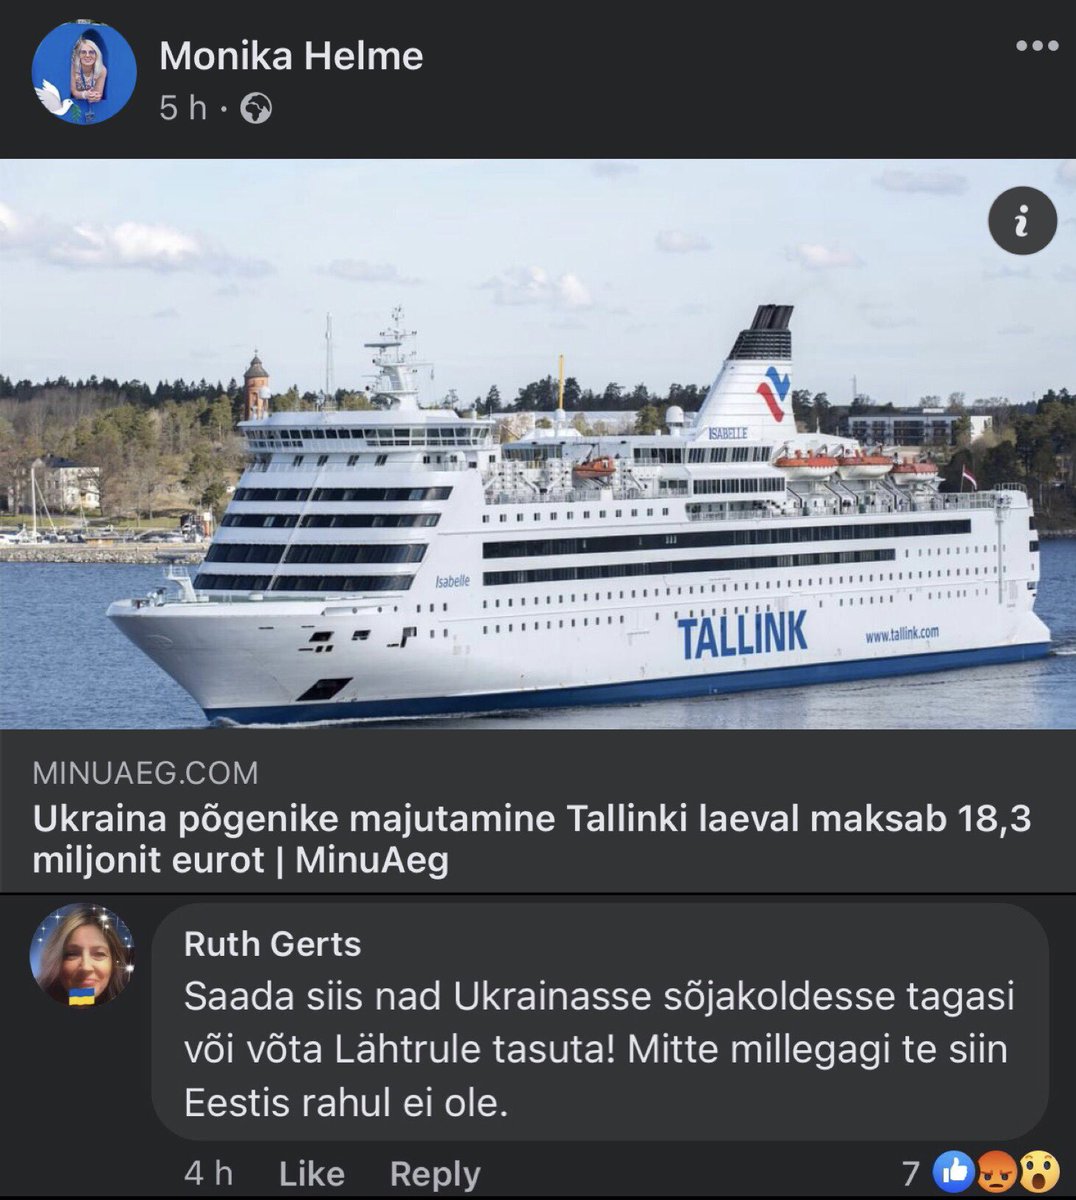 Monika Helme
5 h ·
ISABELLE
Isabelle
TALLINK
www.tallink.com
MINUAEG.COM
Ukraina põgenike majutamine Tallinki laeval maksab 18,3
miljonit eurot | MinuAeg
Ruth Gerts
Saada siis nad Ukrainasse sõjakoldesse tagasi
või võta Lähtrule tasuta! Mitte millegagi te siin
Eestis rahul ei ole.
4 h Like Reply 7